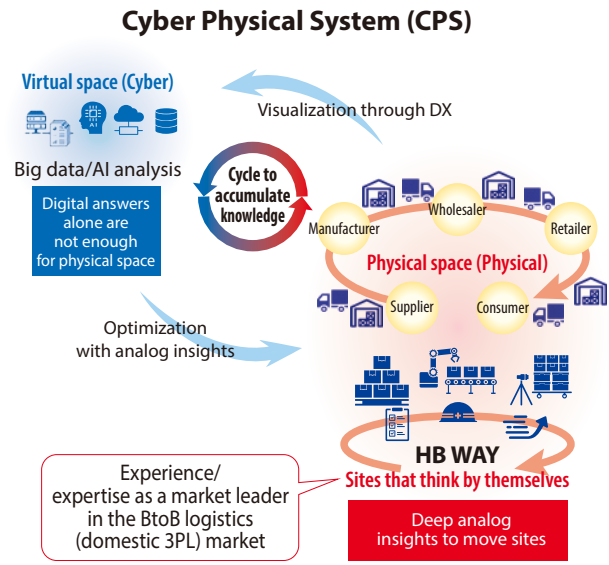 Cyber Physical System (CPS)
Virtual space (Cyber)
AI
Big data/AI analysis
Digital answers
alone are
not enough
for physical space
Visualization through DX
Cycle to
accumulate
knowledge
Manufacturer
Wholesaler
Retailer
Physical space (Physical)
Supplier
Consumer
Optimization
with analog insights
HB WAY
Sites that think by themselves
Experience/
expertise as a market leader
in the BtoB logistics
(domestic 3PL) market
Deep analog
insights to move sites